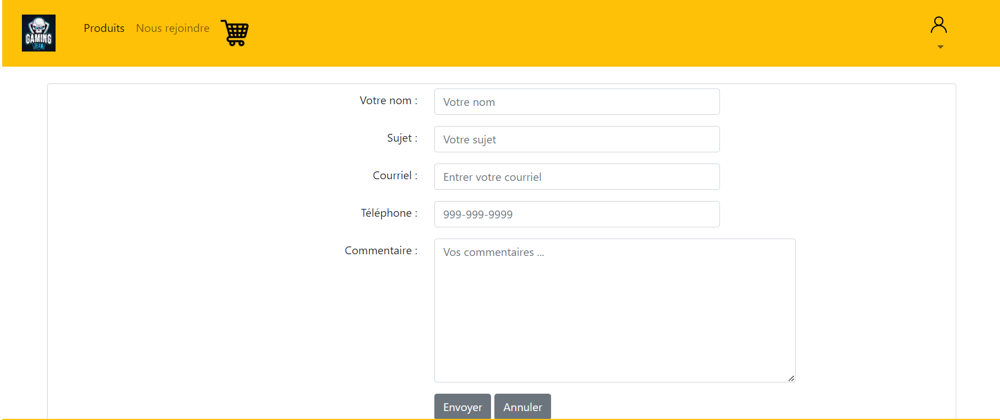 GAMING
TEAM
Produits Nous rejoindre
Votre nom : Votre nom
Sujet : Votre sujet
Courriel : Entrer votre courriel
Téléphone : 999-999-9999
Commentaire : Vos commentaires ...
Envoyer Annuler